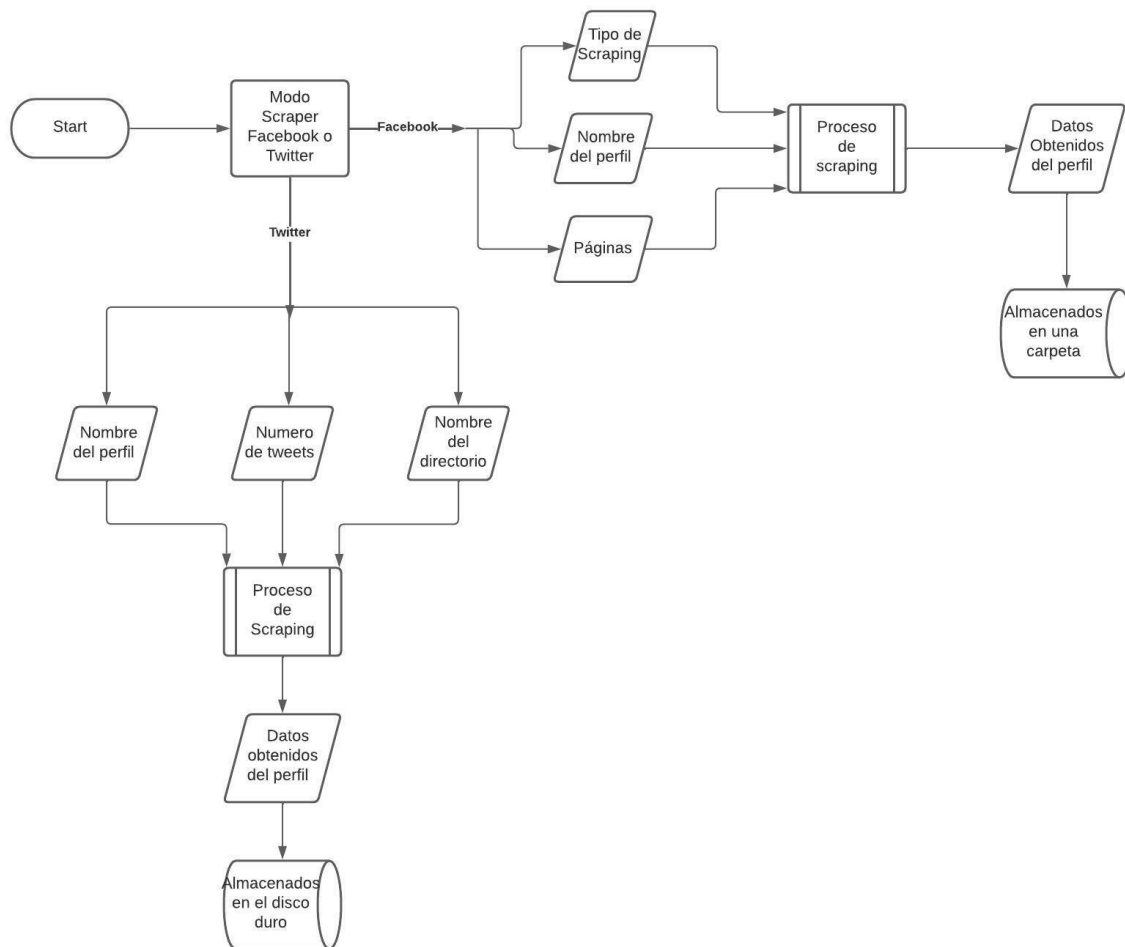 Start
Modo
Scraper
Facebook o
Twitter
Facebook
Tipo de
Scraping
Nombre
del perfil
Páginas
Proceso
de
scraping
Datos
Obtenidos
del perfil
Almacenados
en una
carpeta
Twitter
Nombre
del perfil
Numero
de tweets
Nombre
del
directorio
Proceso
de
Scraping
Datos
obtenidos
del perfil
Almacenados
en el disco
duro